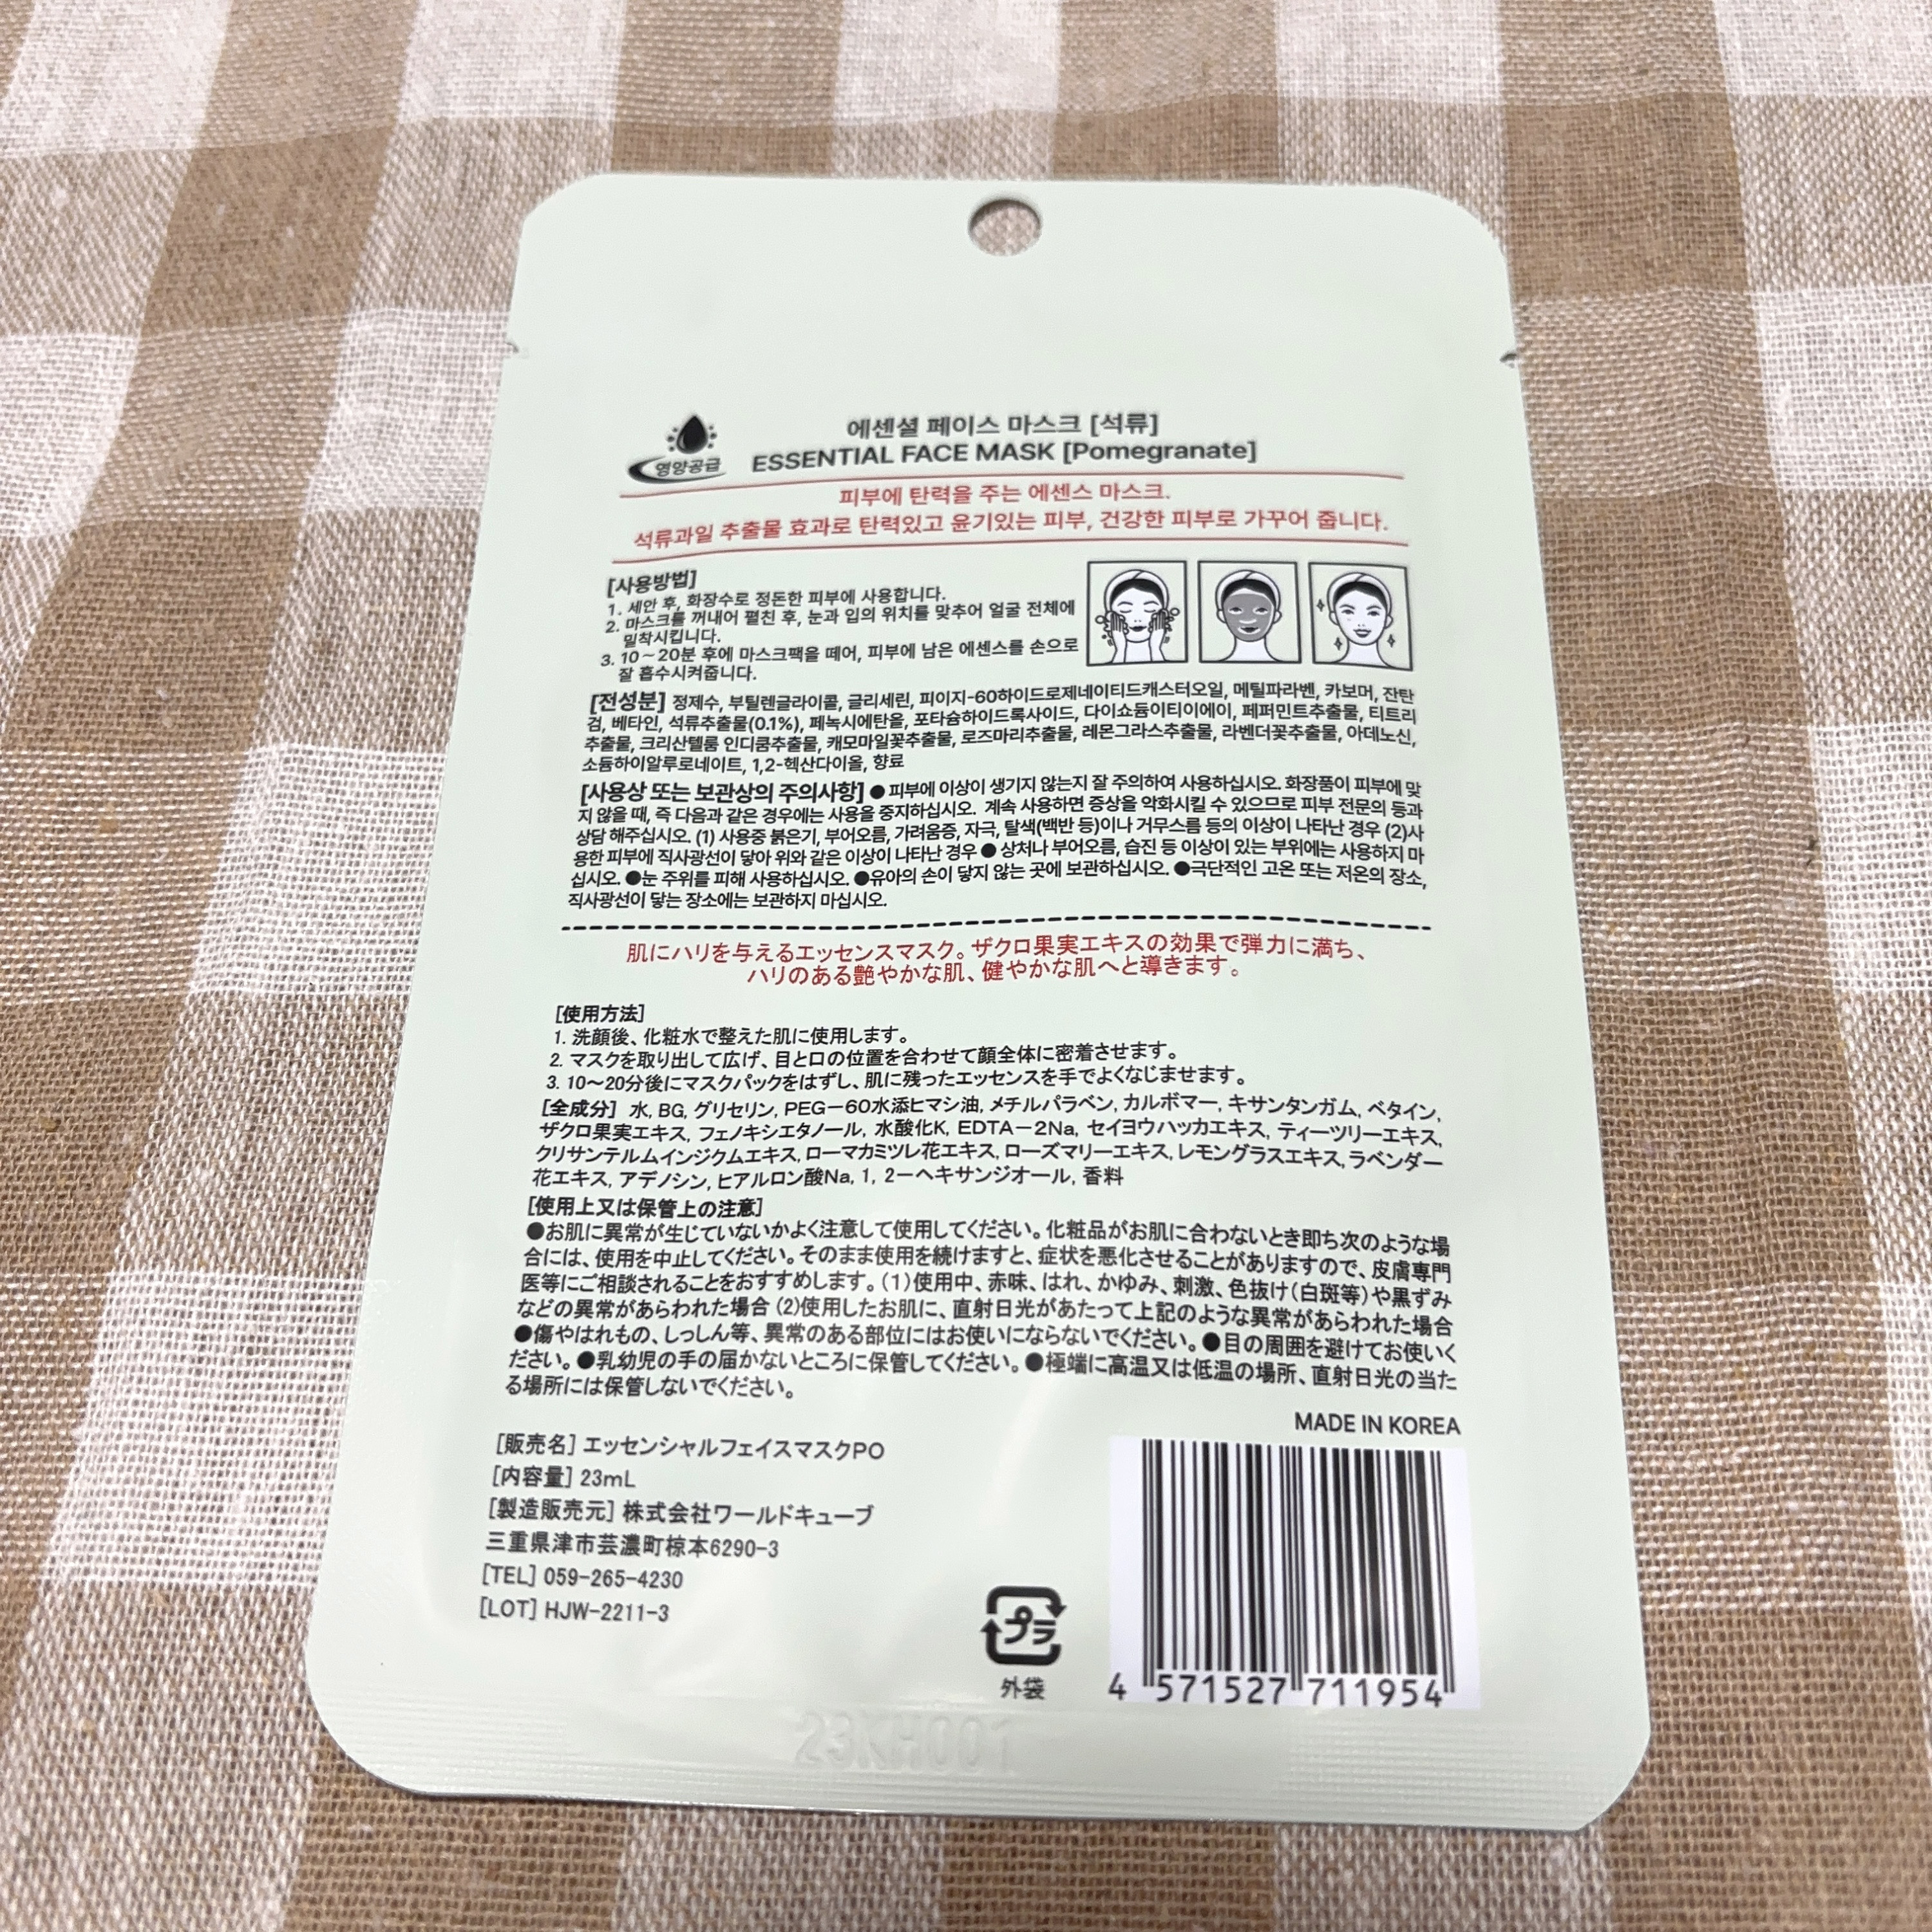 에센셜 페이스 마스크 [석류]
영양공급
ESSENTIAL FACE MASK [Pomegranate]
피부에 탄력을 주는 에센스 마스크.
석류과일 추출물 효과로 탄력있고 윤기있는 피부, 건강한 피부로 가꾸어 줍니다.
[사용방법]
1. 세안 후, 화장수로 정돈한 피부에 사용합니다.
2. 마스크를 꺼내어 펼친 후, 눈과 입의 위치를 맞추어 얼굴 전체에
밀착시킵니다.
3. 10~20분 후에 마스크팩을 떼어, 피부에 남은 에센스를 손으로
잘 흡수시켜줍니다.
[전성분] 정제수, 부틸렌글라이콜, 글리세린, 피이지-60하이드로제네이티드캐스터오일, 메틸파라벤, 카보머, 잔탄
검, 베타인, 석류추출물(0.1%), 페녹시에탄올, 포타슘하이드록사이드, 다이쇼듐이티이에이, 페퍼민트추출물, 티트리
추출물, 크리산텔룸 인디쿰추출물, 캐모마일꽃추출물, 로즈마리추출물, 레몬그라스추출물, 라벤더꽃추출물, 아데노신,
소듐하이알루로네이트, 1,2-헥산다이올, 향료
[사용상 또는 보관상의 주의사항] ●피부에 이상이 생기지 않는지 잘 주의하여 사용하십시오. 화장품이 피부에 맞
지 않을 때, 즉 다음과 같은 경우에는 사용을 중지하십시오. 계속 사용하면 증상을 악화시킬 수 있으므로 피부 전문의 등과
상담 해주십시오. (1) 사용중 붉은기, 부어오름, 가려움증, 자극, 탈색(백반 등)이나 거무스름 등의 이상이 나타난 경우 (2)사
용한 피부에 직사광선이 닿아 위와 같은 이상이 나타난 경우 ● 상처나 부어오름, 습진 등 이상이 있는 부위에는 사용하지 마
십시오. ●눈 주위를 피해 사용하십시오. ●유아의 손이 닿지 않는 곳에 보관하십시오. ●극단적인 고온 또는 저온의 장소,
직사광선이 닿는 장소에는 보관하지 마십시오.
肌にハリを与えるエッセンスマスク。ザクロ果実エキスの効果で弾力に満ち、
ハリのある艶やかな肌、健やかな肌へと導きます。
[使用方法]
1. 洗顔後、化粧水で整えた肌に使用します。
2. マスクを取り出して広げ、目と口の位置を合わせて顔全体に密着させます。
3. 10〜20分後にマスクパックをはずし、肌に残ったエッセンスを手でよくなじませます。
[全成分] 水, BG, グリセリン, PEG－60水添ヒマシ油, メチルパラベン, カルボマー, キサンタンガム, ベタイン,
ザクロ果実エキス, フェノキシエタノール, 水酸化K, EDTA－2Na, セイヨウハッカエキス, ティーツリーエキス,
クリサンテルムインジクムエキス, ローマカミツレ花エキス, ローズマリーエキス, レモングラスエキス, ラベンダー
花エキス, アデノシン, ヒアルロン酸Na, 1, 2－ヘキサンジオール, 香料
[使用上又は保管上の注意]
●お肌に異常が生じていないかよく注意して使用してください。化粧品がお肌に合わないとき即ち次のような場
合には、使用を中止してください。そのまま使用を続けますと、症状を悪化させることがありますので、皮膚専門
医等にご相談されることをおすすめします。(1)使用中、赤味、はれ、かゆみ、刺激、色抜け(白斑等)や黒ずみ
などの異常があらわれた場合 (2)使用したお肌に、直射日光があたって上記のような異常があらわれた場合
●傷やはれもの、しっしん等、異常のある部位にはお使いにならないでください。●目の周囲を避けてお使いく
ださい。●乳幼児の手の届かないところに保管してください。●極端に高温又は低温の場所、直射日光の当た
る場所には保管しないでください。
MADE IN KOREA
[販売名] エッセンシャルフェイスマスクPO
[内容量] 23mL
[製造販売元] 株式会社ワールドキューブ
三重県津市芸濃町椋本6290-3
[TEL] 059-265-4230
[LOT] HJW-2211-3
プラ
外袋
4 571527 711954
23KH001